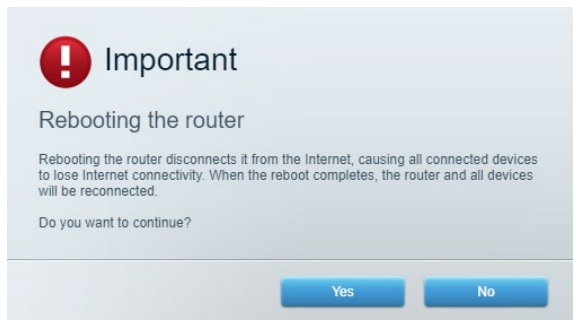 Important
Rebooting the router
Rebooting the router disconnects it from the Internet, causing all connected devices
to lose Internet connectivity. When the reboot completes, the router and all devices
will be reconnected.
Do you want to continue?
Yes
No